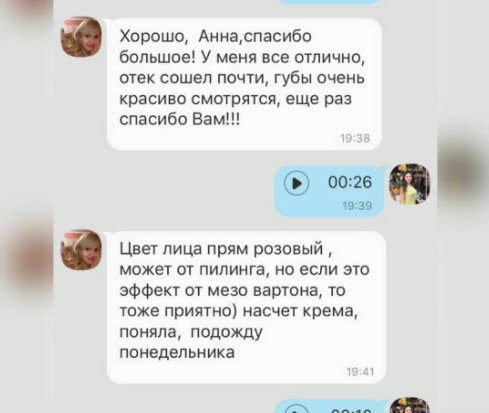 Хорошо,  Анна,спасибо
большое! У меня все отлично,
отек сошел почти, губы очень
красиво смотрятся, еще раз
спасибо Вам!!!
19:38
00:26
19:39
Цвет лица прям розовый ,
может от пилинга, но если это
эффект от мезо вартона, то
тоже приятно) насчет крема,
поняла,  подожду
понедельника
19:41